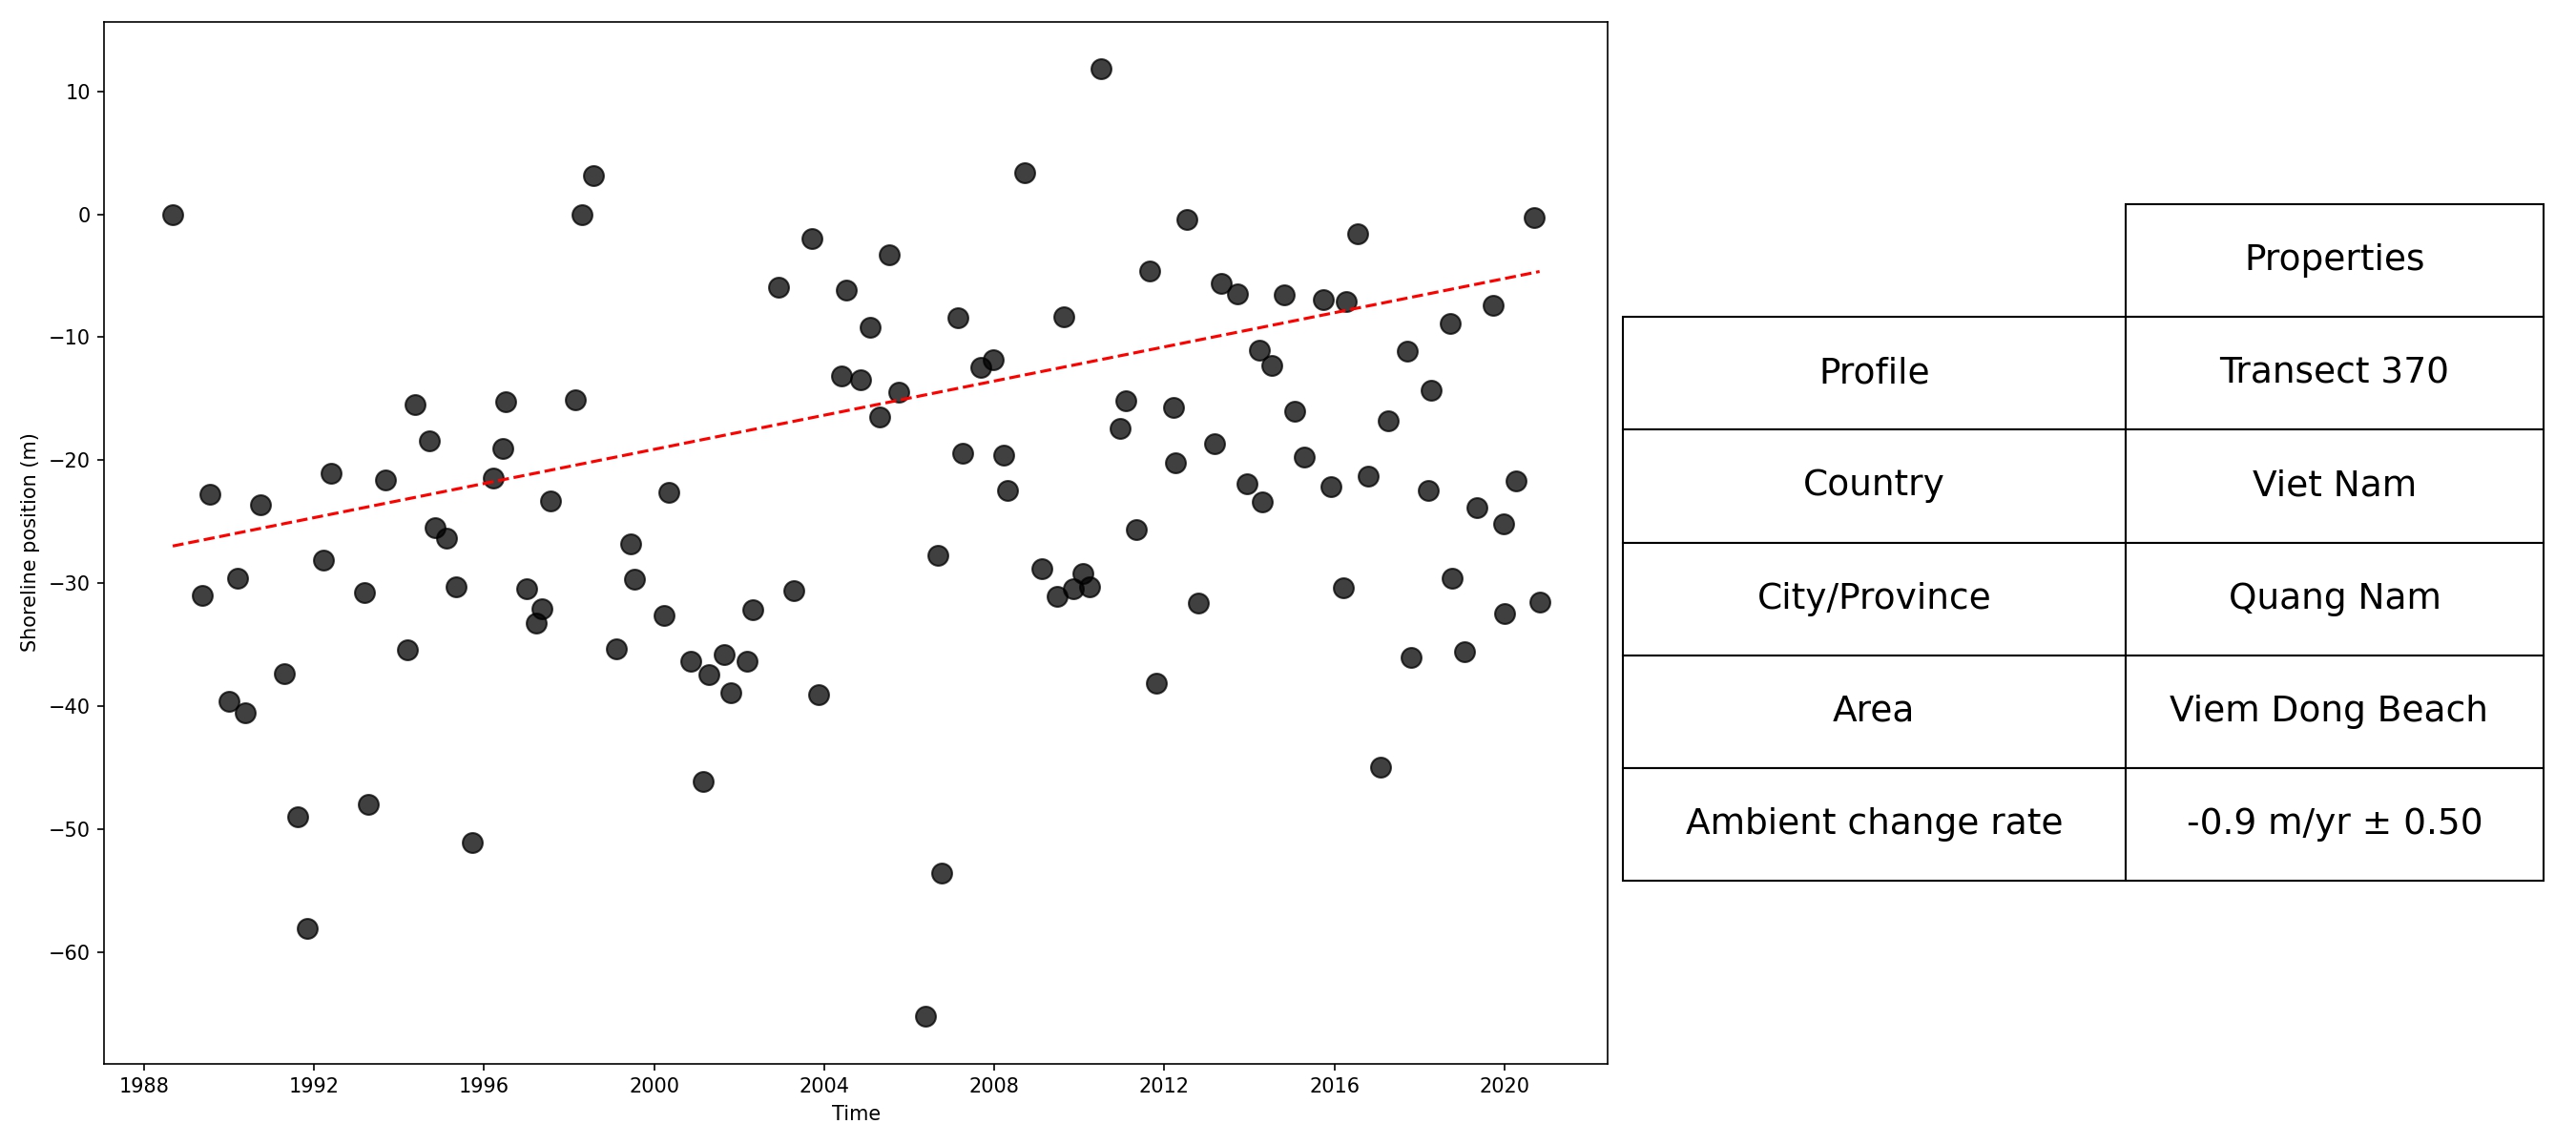 10
0
−10
−20
−30
−40
−50
−60
Shoreline position (m)
1988 1992 1996 2000 2004 2008 2012 2016 2020
Time
Properties
Profile Transect 370
Country Viet Nam
City/Province Quang Nam
Area Viem Dong Beach
Ambient change rate -0.9 m/yr ± 0.50